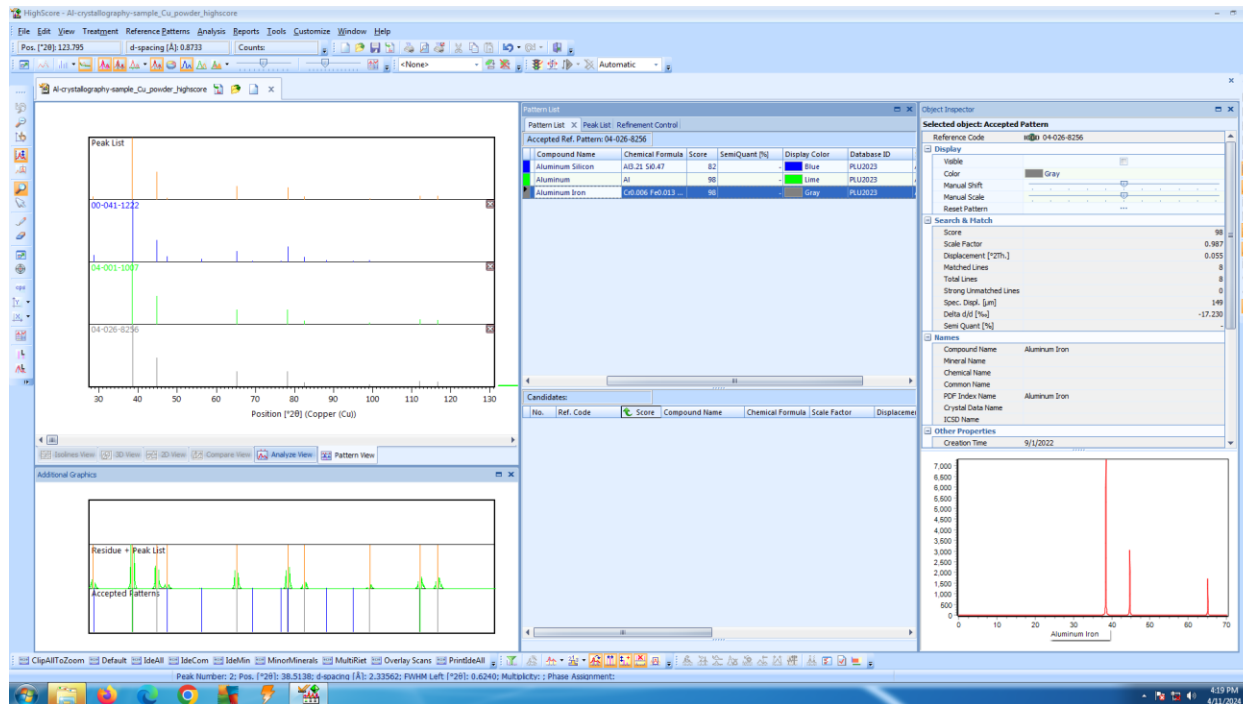 HighScore - Al-crystallography-sample_Cu_powder_highscore
File Edit View Treatment Reference Patterns Analysis Reports Tools Customize Window Help
Pos. [°2θ]: 123.795 d-spacing [Å]: 0.8733 Counts:
<None> Automatic
Al-crystallography-sample_Cu_powder_highscore
Peak List
00-041-1222
04-001-1007
04-026-8256
30 40 50 60 70 80 90 100 110 120 130
Position [°2θ] (Copper (Cu))
Isolines View 3D View 2D View Compare View Analyze View Pattern View
Additional Graphics
Residue + Peak List
Accepted Patterns
Pattern List
Pattern List X Peak List Refinement Control
Accepted Ref. Pattern: 04-026-8256
Compound Name Chemical Formula Score SemiQuant [%] Display Color Database ID
Aluminum Silicon Al3.21 Si0.47 82 - Blue PLU2023
Aluminum Al 98 - Lime PLU2023
Aluminum Iron Cr0.006 Fe0.013 ... 98 - Gray PLU2023
Candidates:
No. Ref. Code Score Compound Name Chemical Formula Scale Factor Displacemer
Object Inspector
Selected object: Accepted Pattern
Reference Code 04-026-8256
Display
Visible
Color Gray
Manual Shift
Manual Scale
Reset Pattern ...
Search & Match
Score 98
Scale Factor 0.987
Displacement [°2Th.] 0.055
Matched Lines 8
Total Lines 8
Strong Unmatched Lines 0
Spec. Displ. [µm] 149
Delta d/d [‰] -17.230
Semi Quant [%] -
Names
Compound Name Aluminum Iron
Mineral Name
Chemical Name
Common Name
PDF Index Name Aluminum Iron
Crystal Data Name
ICSD Name
Other Properties
Creation Time 9/1/2022
7,000
6,500
6,000
5,500
5,000
4,500
4,000
3,500
3,000
2,500
2,000
1,500
1,000
500
0
0 10 20 30 40 50 60 70
Aluminum Iron
ClipAllToZoom Default IdeAll IdeCom IdeMin MinorMinerals MultiRiet Overlay Scans PrintIdeAll
Peak Number: 2; Pos. [°2θ]: 38.5138; d-spacing [Å]: 2.33562; FWHM Left [°2θ]: 0.6240; Multiplicity: ; Phase Assignment:
4:19 PM
4/11/2024